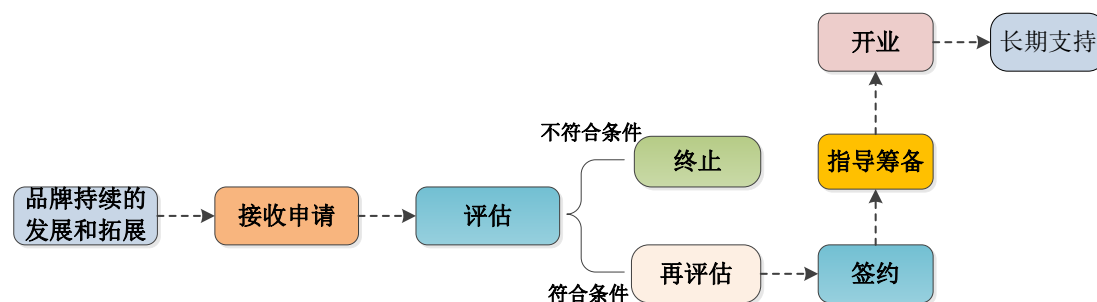 开业
长期支持
不符合条件
终止
指导筹备
品牌持续的
发展和拓展
接收申请
评估
再评估
签约
符合条件